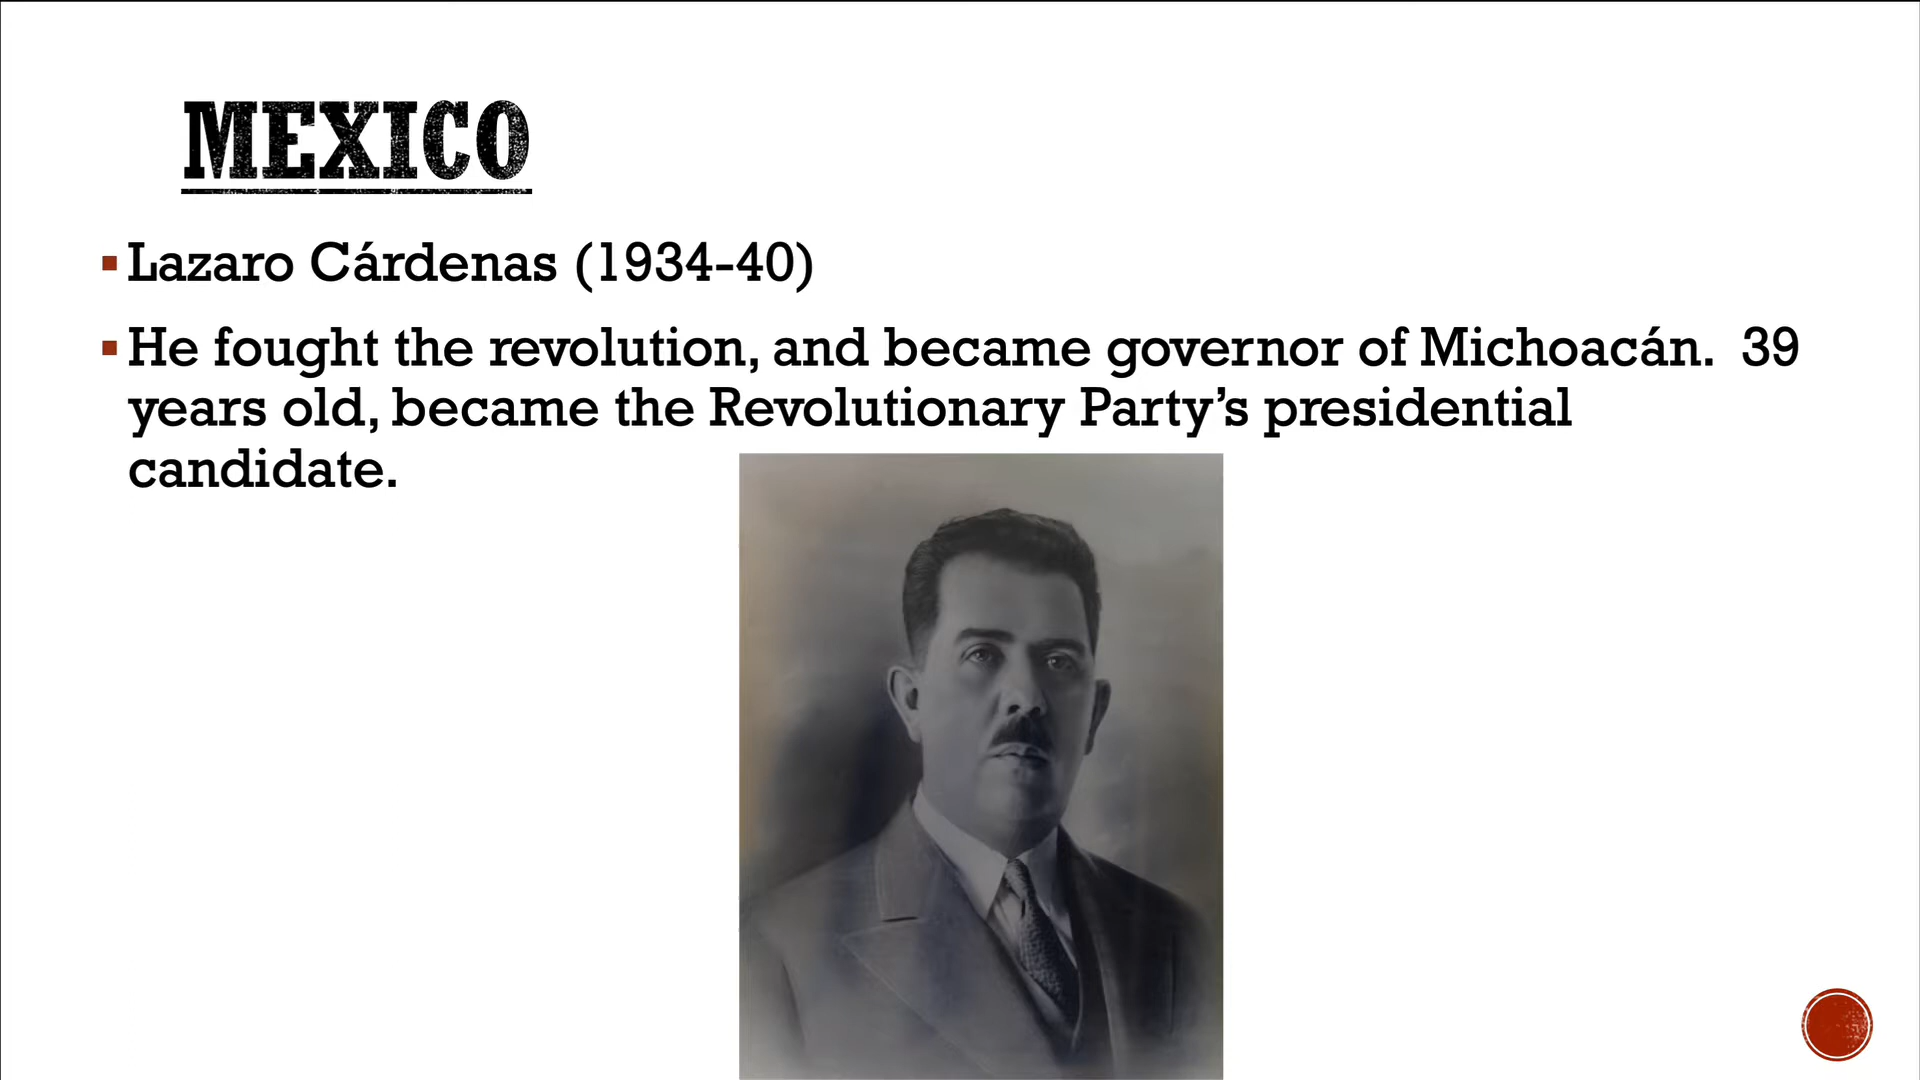 MEXICO
▪ Lazaro Cárdenas (1934-40)
▪ He fought the revolution, and became governor of Michoacán.  39
years old, became the Revolutionary Party’s presidential
candidate.